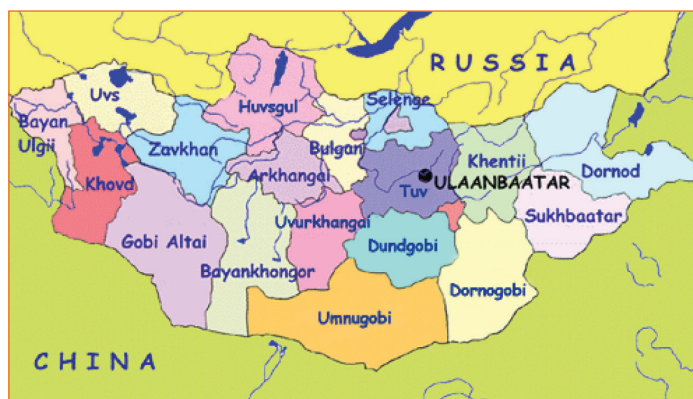 RUSSIA
Uvs
Huvsgul
Selenge
Bayan
Ulgii
Zavkhan
Bulgan
Khentii
Khovd
Arkhangai
Tuv
ULAANBAATAR
Dornod
Uvurkhangai
Sukhbaatar
Gobi Altai
Dundgobi
Bayankhongor
Dornogobi
Umnugobi
CHINA